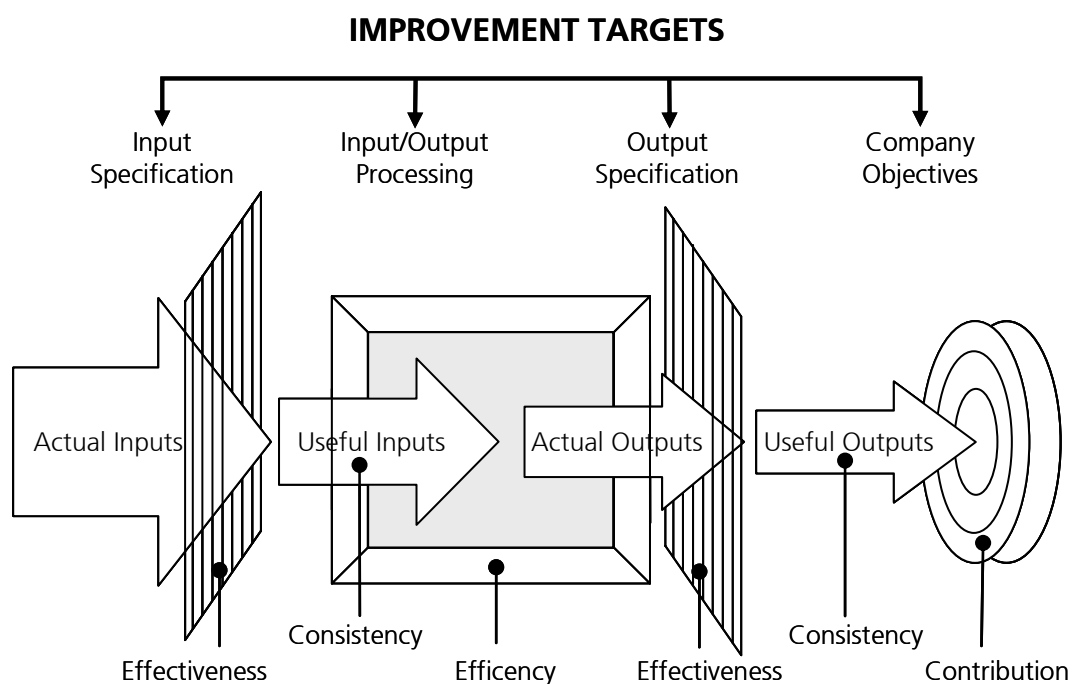 IMPROVEMENT TARGETS
Input
Specification
Input/Output
Processing
Output
Specification
Company
Objectives
Actual Inputs
Useful Inputs
Actual Outputs
Useful Outputs
Consistency
Consistency
Effectiveness
Efficency
Effectiveness
Contribution